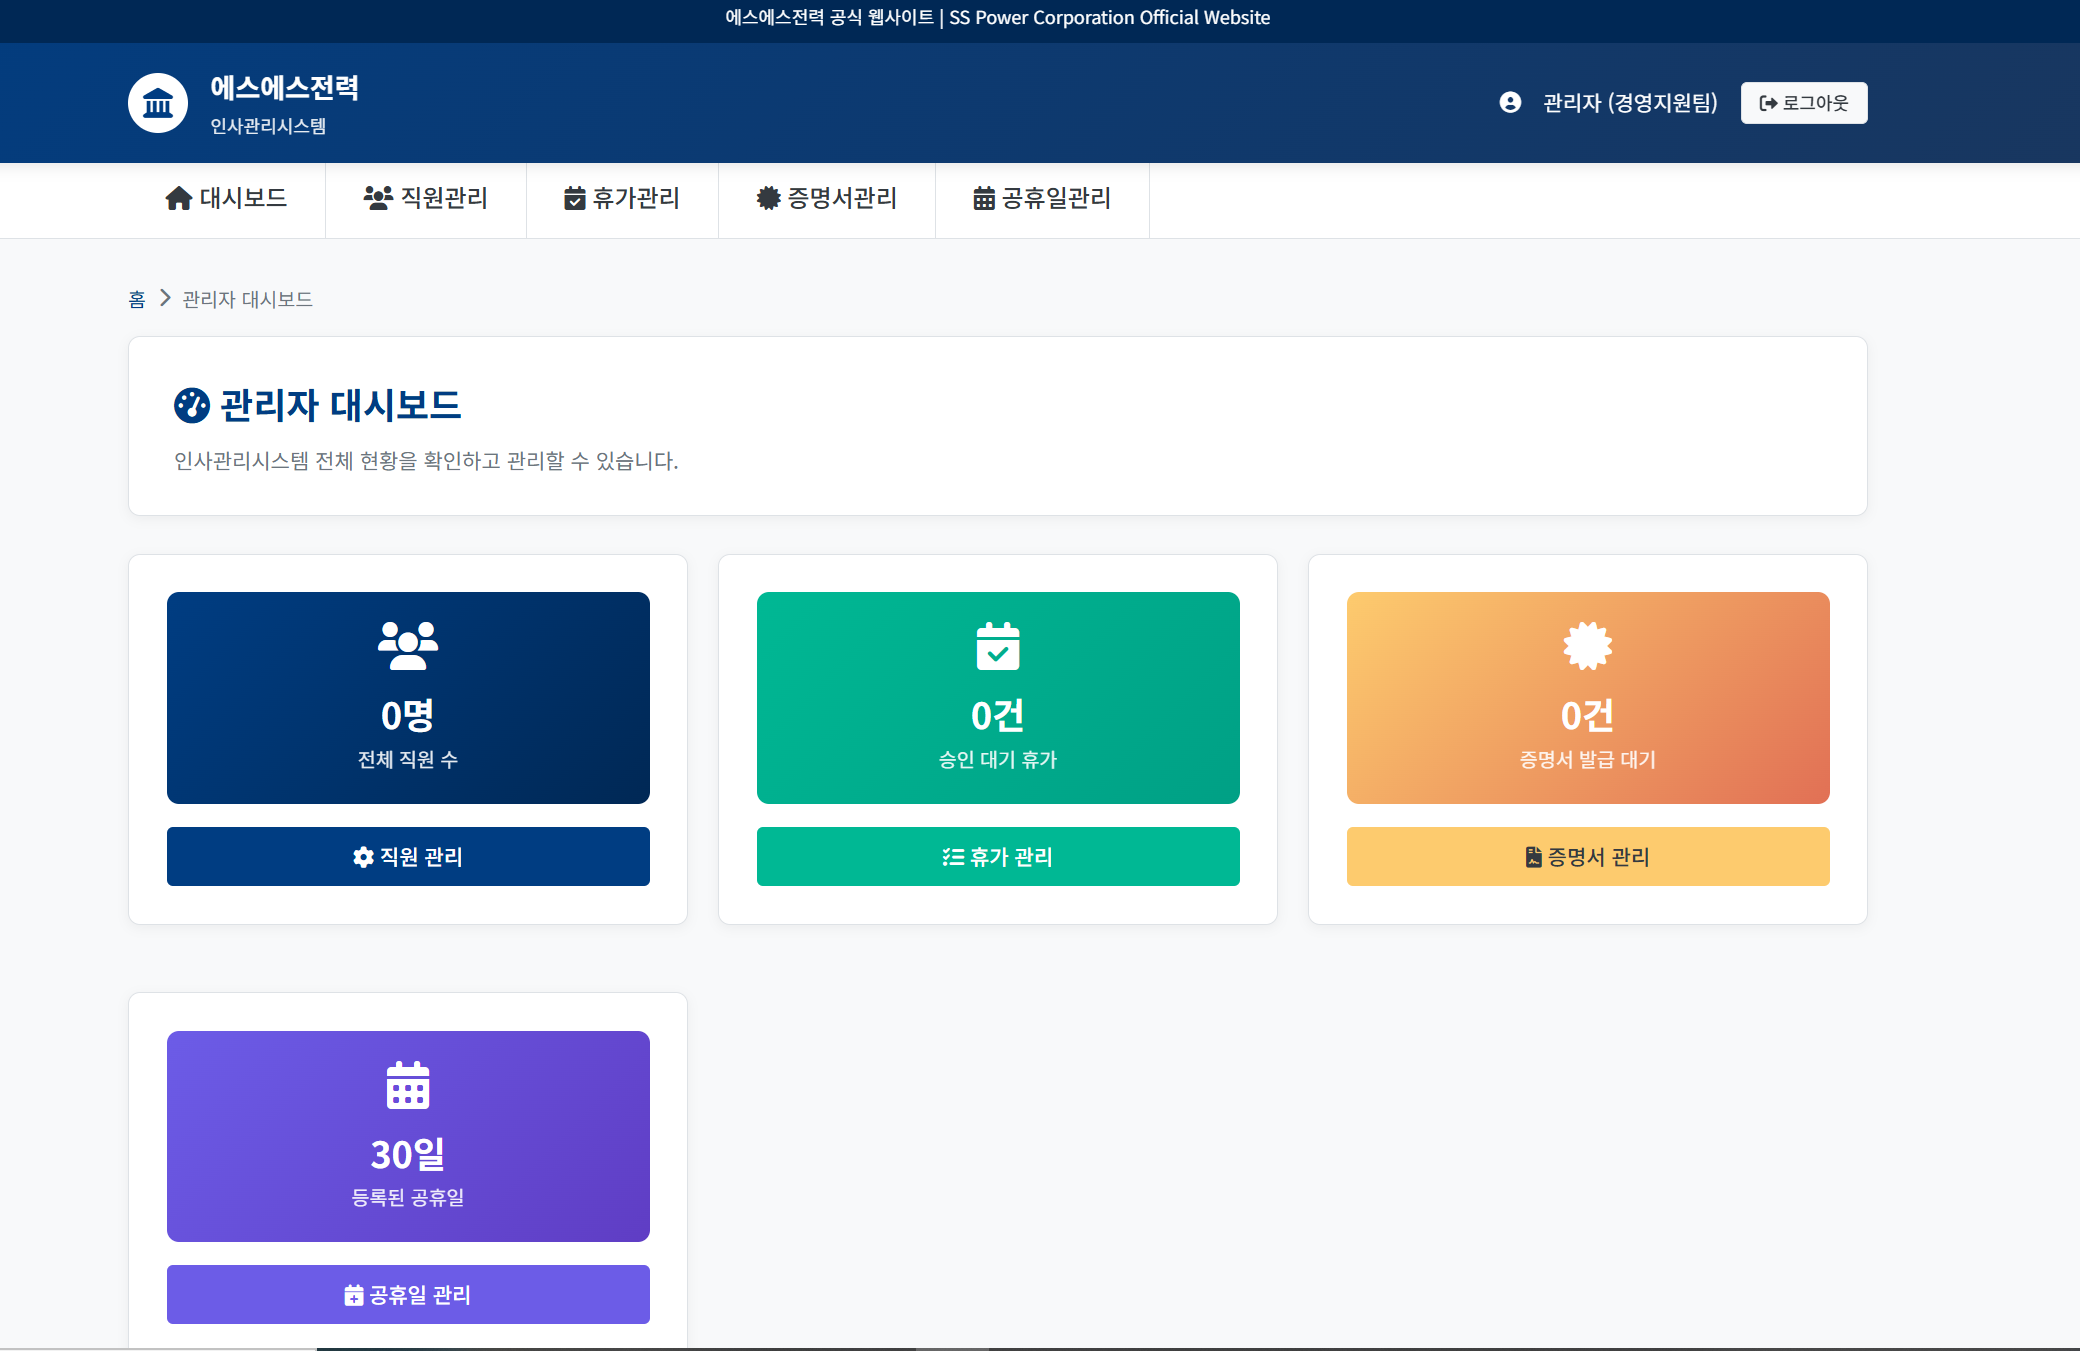 에스에스전력 공식 웹사이트 | SS Power Corporation Official Website
에스에스전력
인사관리시스템
관리자 (경영지원팀)
로그아웃
대시보드
직원관리
휴가관리
증명서관리
공휴일관리
홈
관리자 대시보드
관리자 대시보드
인사관리시스템 전체 현황을 확인하고 관리할 수 있습니다.
0명
전체 직원 수
직원 관리
0건
승인 대기 휴가
휴가 관리
0건
증명서 발급 대기
증명서 관리
30일
등록된 공휴일
공휴일 관리